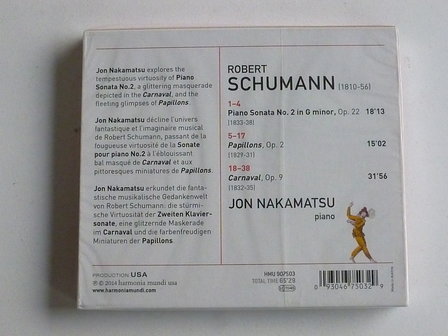 Jon Nakamatsu explores the
tempestuous virtuosity of Piano
Sonata No.2, a glittering masquerade
depicted in the Carnaval, and the
fleeting glimpses of Papillons.
Jon Nakamatsu décline l'univers
fantastique et l'imaginaire musical
de Robert Schumann, passant de la
fougueuse virtuosité de la Sonate
pour piano No.2 à l'éblouissant
bal masqué de Carnaval et aux
pittoresques miniatures de Papillons.
Jon Nakamatsu erkundet die fanta-
stische musikalische Gedankenwelt
von Robert Schumann: die stürmi-
sche Virtuosität der Zweiten Klavier-
sonate, eine glitzernde Maskerade
im Carnaval und die farbenfreudigen
Miniaturen der Papillons.
PRODUCTION USA
℗ © 2014 harmonia mundi usa
www.harmoniamundi.com
ROBERT
SCHUMANN (1810-56)
1–4
Piano Sonata No. 2 in G minor, Op. 22 18'13
(1833-38)
5–17
Papillons, Op. 2 15'02
(1829-31)
18–38
Carnaval, Op. 9 31'56
(1832-35)
JON NAKAMATSU
piano
HMU 907503
TOTAL TIME 65'28
0 93046 75032 9